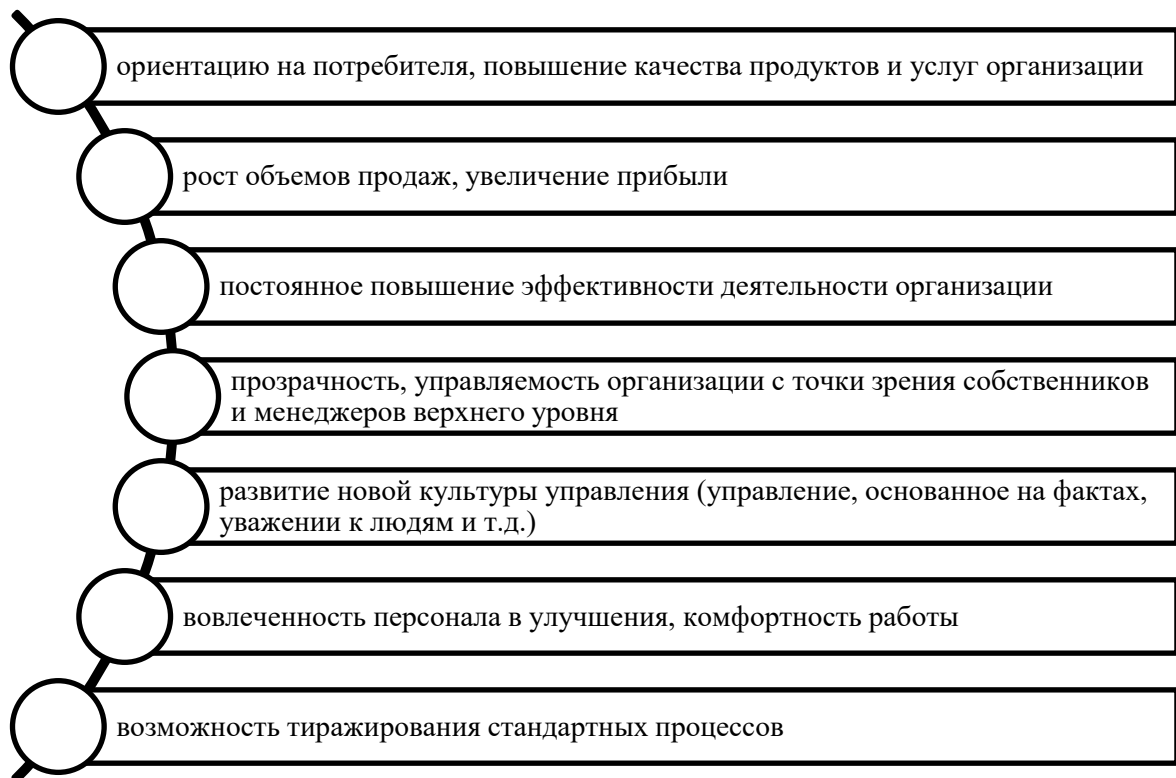 ориентацию на потребителя, повышение качества продуктов и услуг организации
рост объемов продаж, увеличение прибыли
постоянное повышение эффективности деятельности организации
прозрачность, управляемость организации с точки зрения собственников
и менеджеров верхнего уровня
развитие новой культуры управления (управление, основанное на фактах,
уважении к людям и т.д.)
вовлеченность персонала в улучшения, комфортность работы
возможность тиражирования стандартных процессов